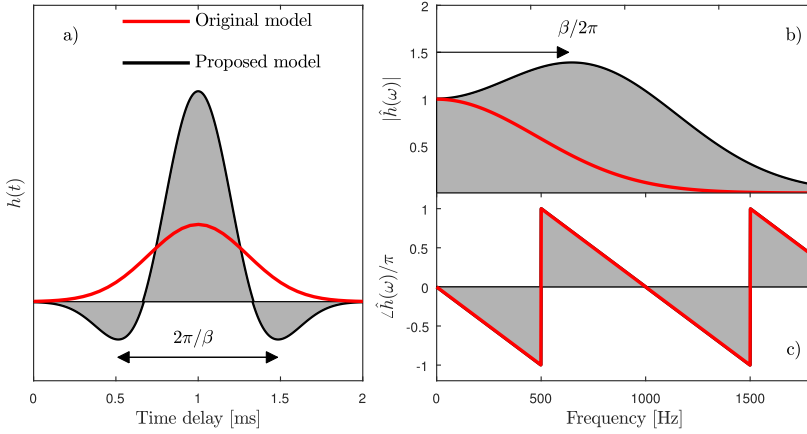 a)
Original model
Proposed model
h(t)
2π/β
0
0.5
1
1.5
2
Time delay [ms]
b)
β/2π
2
1.5
1
0.5
|ĥ(ω)|
c)
1
0.5
0
-0.5
-1
∠ĥ(ω)/π
0
500
1000
1500
Frequency [Hz]